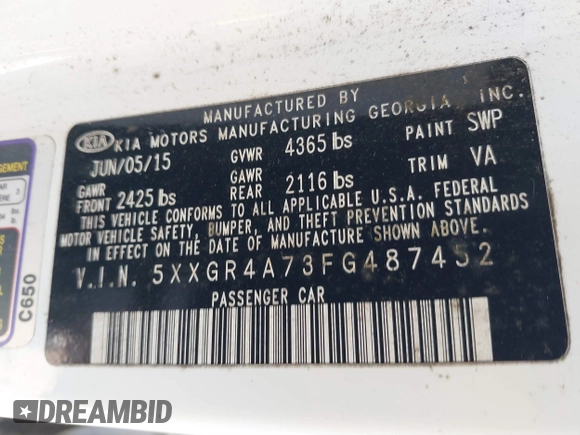 MANUFACTURED BY
KIA KIA MOTORS MANUFACTURING GEORGIA, INC.
JUN/05/15 GVWR 4365 lbs PAINT SWP
GAWR FRONT 2425 lbs GAWR REAR 2116 lbs TRIM VA
THIS VEHICLE CONFORMS TO ALL APPLICABLE U.S.A. FEDERAL
MOTOR VEHICLE SAFETY, BUMPER, AND THEFT PREVENTION STANDARDS
IN EFFECT ON THE DATE OF MANUFACTURE SHOWN ABOVE.
V.I.N. 5XXGR4A73FG487452
PASSENGER CAR
C650
DREAMBID